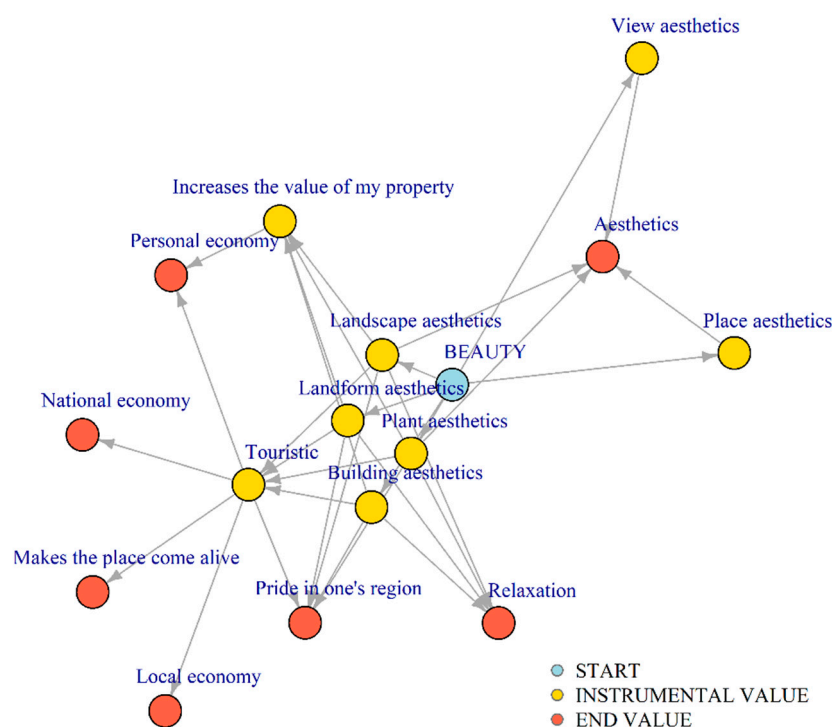 View aesthetics
Increases the value of my property
Aesthetics
Personal economy
Landscape aesthetics
Place aesthetics
BEAUTY
Landform aesthetics
National economy
Plant aesthetics
Touristic
Building aesthetics
Makes the place come alive
Pride in one's region
Relaxation
Local economy
START
INSTRUMENTAL VALUE
END VALUE